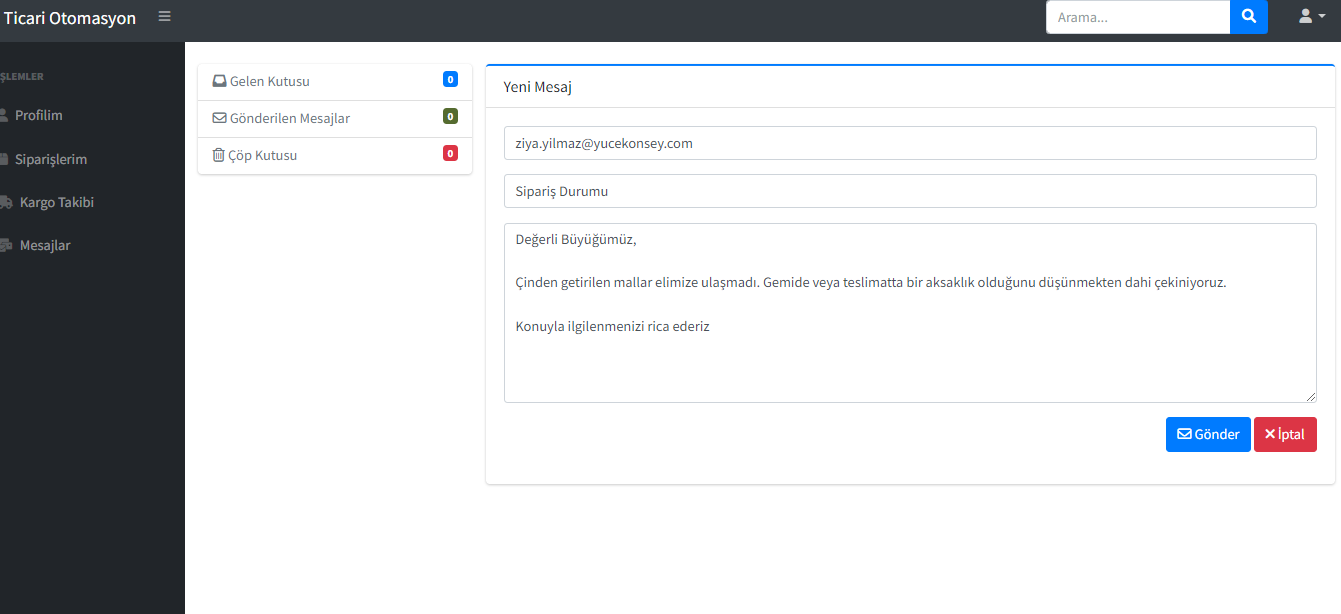 Ticari Otomasyon
Arama...
İŞLEMLER
Profilim
Siparişlerim
Kargo Takibi
Mesajlar
Gelen Kutusu 0
Gönderilen Mesajlar 0
Çöp Kutusu 0
Yeni Mesaj
ziya.yilmaz@yucekonsey.com
Sipariş Durumu
Değerli Büyüğümüz,
Çinden getirilen mallar elimize ulaşmadı. Gemide veya teslimatta bir aksaklık olduğunu düşünmekten dahi çekiniyoruz.
Konuyla ilgilenmenizi rica ederiz
Gönder
İptal